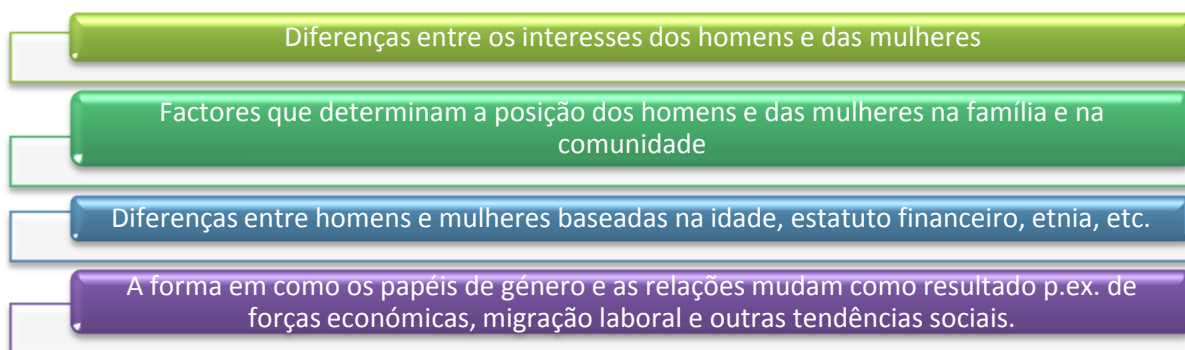 Diferenças entre os interesses dos homens e das mulheres
Factores que determinam a posição dos homens e das mulheres na família e na
comunidade
Diferenças entre homens e mulheres baseadas na idade, estatuto financeiro, etnia, etc.
A forma em como os papéis de género e as relações mudam como resultado p.ex. de
forças económicas, migração laboral e outras tendências sociais.